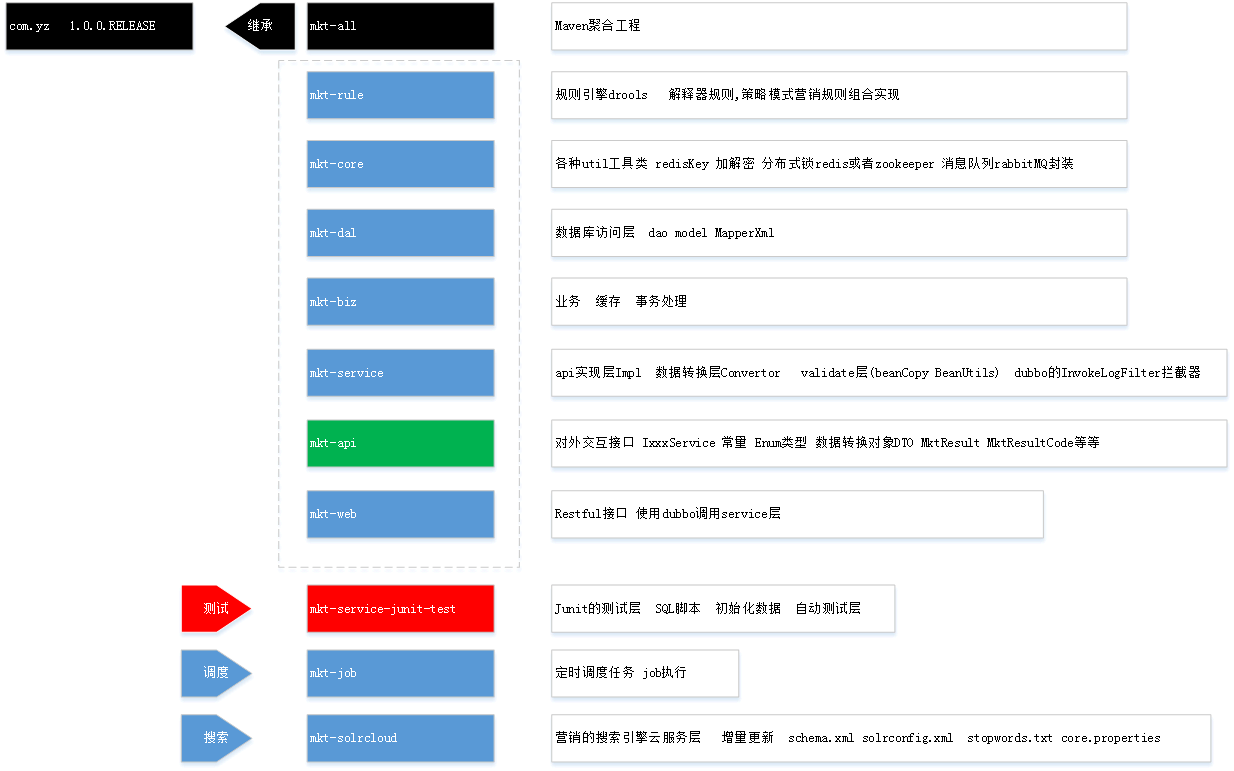 com.yz 1.0.0.RELEASE 继承 mkt-all Maven聚合工程
mkt-rule 规则引擎drools 解释器规则,策略模式营销规则组合实现
mkt-core 各种util工具类 redisKey 加解密 分布式锁redis或者zookeeper 消息队列rabbitMQ封装
mkt-dal 数据库访问层 dao model MapperXml
mkt-biz 业务 缓存 事务处理
mkt-service api实现层Impl 数据转换层Convertor validate层(beanCopy BeanUtils) dubbo的InvokeLogFilter拦截器
mkt-api 对外交互接口 IxxxService 常量 Enum类型 数据转换对象DTO MktResult MktResultCode等等
mkt-web Restful接口 使用dubbo调用service层
测试 mkt-service-junit-test Junit的测试层 SQL脚本 初始化数据 自动测试层
调度 mkt-job 定时调度任务 job执行
搜索 mkt-solrcloud 营销的搜索引擎云服务层 增量更新 schema.xml solrconfig.xml stopwords.txt core.properties